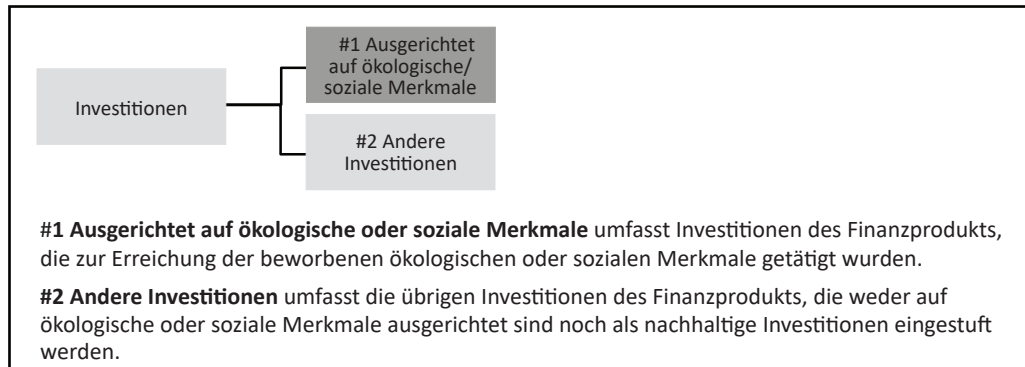 #1 Ausgerichtet
auf ökologische/
soziale Merkmale
Investitionen
#2 Andere
Investitionen
#1 Ausgerichtet auf ökologische oder soziale Merkmale umfasst Investitionen des Finanzprodukts,
die zur Erreichung der beworbenen ökologischen oder sozialen Merkmale getätigt wurden.
#2 Andere Investitionen umfasst die übrigen Investitionen des Finanzprodukts, die weder auf
ökologische oder soziale Merkmale ausgerichtet sind noch als nachhaltige Investitionen eingestuft
werden.